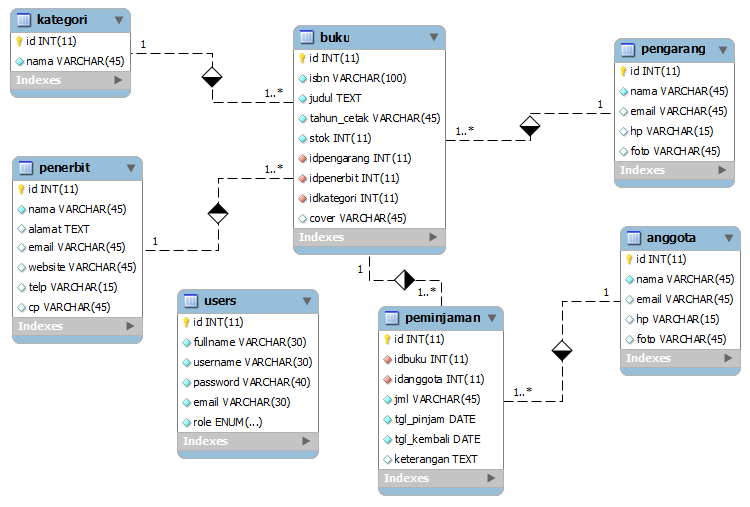 kategori
id INT(11)
nama VARCHAR(45)
Indexes
1
1..*
buku
id INT(11)
isbn VARCHAR(100)
judul TEXT
tahun_cetak VARCHAR(45)
stok INT(11)
idpengarang INT(11)
idpenerbit INT(11)
idkategori INT(11)
cover VARCHAR(45)
Indexes
1..*
1
pengarang
id INT(11)
nama VARCHAR(45)
email VARCHAR(45)
hp VARCHAR(15)
foto VARCHAR(45)
Indexes
penerbit
id INT(11)
nama VARCHAR(45)
alamat TEXT
email VARCHAR(45)
website VARCHAR(45)
telp VARCHAR(15)
cp VARCHAR(45)
Indexes
1
1..*
users
id INT(11)
fullname VARCHAR(30)
username VARCHAR(30)
password VARCHAR(40)
email VARCHAR(30)
role ENUM(...)
Indexes
1
1..*
peminjaman
id INT(11)
idbuku INT(11)
idanggota INT(11)
jml VARCHAR(45)
tgl_pinjam DATE
tgl_kembali DATE
keterangan TEXT
Indexes
1..*
1
anggota
id INT(11)
nama VARCHAR(45)
email VARCHAR(45)
hp VARCHAR(15)
foto VARCHAR(45)
Indexes